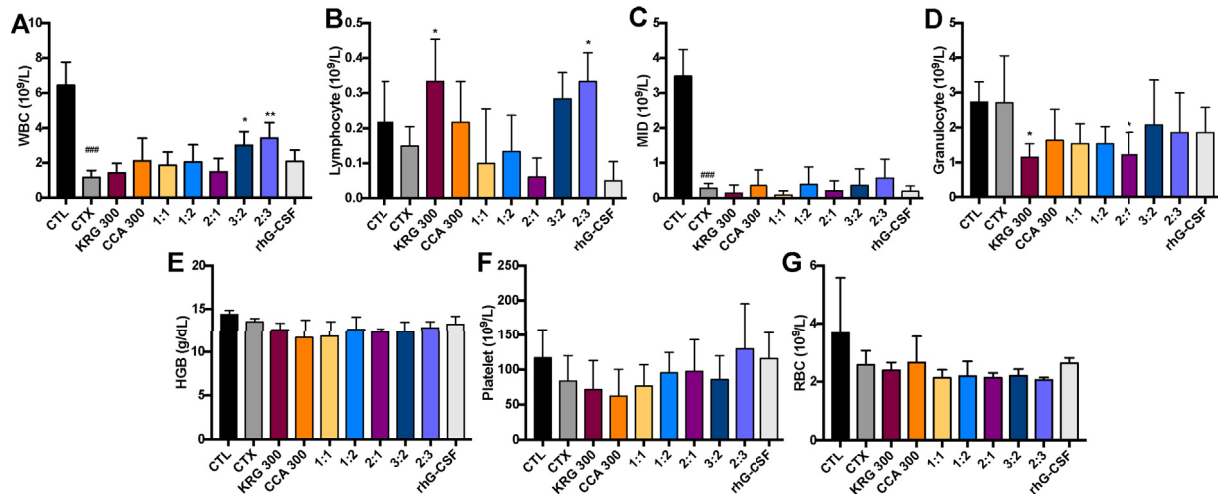 A
WBC (10⁹/L)
10
8
6
4
2
0
###
*
**
CTL
CTX
KRG 300
CCA 300
1:1
1:2
2:1
3:2
2:3
rhG-CSF
B
Lymphocyte (10⁹/L)
0.5
0.4
0.3
0.2
0.1
0.0
*
*
CTL
CTX
KRG 300
CCA 300
1:1
1:2
2:1
3:2
2:3
rhG-CSF
C
MID (10⁹/L)
5
4
3
2
1
0
###
CTL
CTX
KRG 300
CCA 300
1:1
1:2
2:1
3:2
2:3
rhG-CSF
D
Granulocyte (10⁹/L)
5
4
3
2
1
0
*
*
CTL
CTX
KRG 300
CCA 300
1:1
1:2
2:1
3:2
2:3
rhG-CSF
E
HGB (g/dL)
20
15
10
5
0
CTL
CTX
KRG 300
CCA 300
1:1
1:2
2:1
3:2
2:3
rhG-CSF
F
Platelet (10⁹/L)
250
200
150
100
50
0
CTL
CTX
KRG 300
CCA 300
1:1
1:2
2:1
3:2
2:3
rhG-CSF
G
RBC (10⁹/L)
6
4
2
0
CTL
CTX
KRG 300
CCA 300
1:1
1:2
2:1
3:2
2:3
rhG-CSF